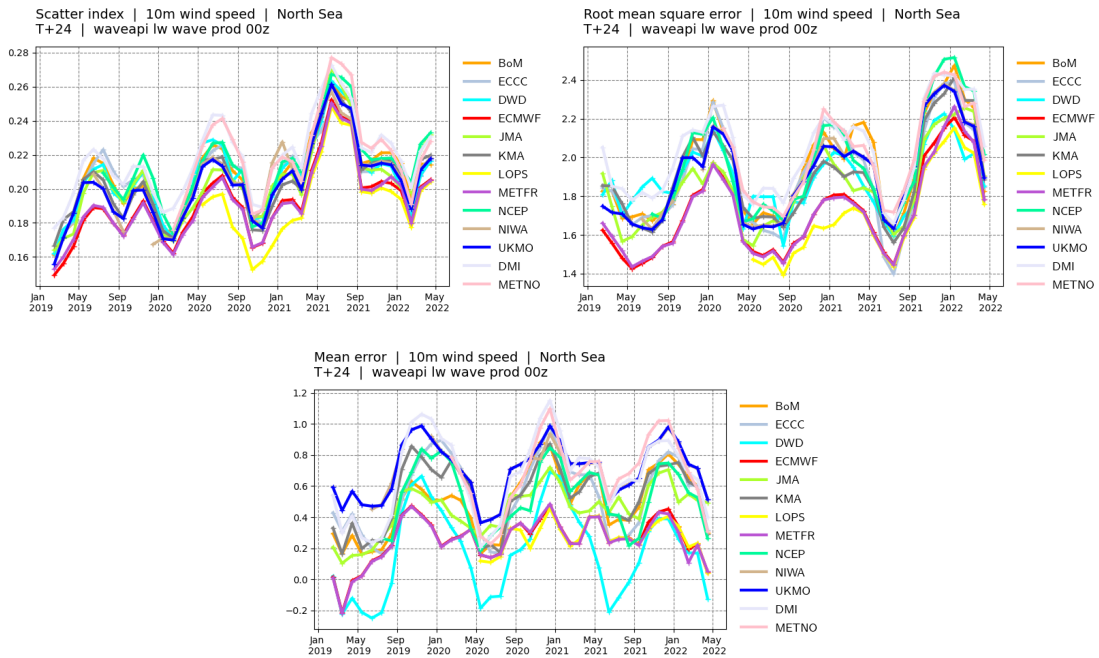 Scatter index | 10m wind speed | North Sea
T+24 | waveapi lw wave prod 00z
0.28
0.26
0.24
0.22
0.20
0.18
0.16
Jan Sep May Jan May Sep Jan May Sep Jan May
2019 2019 2019 2020 2020 2020 2021 2021 2021 2022 2022
BoM
ECCC
DWD
ECMWF
JMA
KMA
LOPS
METFR
NCEP
NIWA
UKMO
DMI
METNO
Root mean square error | 10m wind speed | North Sea
T+24 | waveapi lw wave prod 00z
2.4
2.2
2.0
1.8
1.6
1.4
Jan May Sep Jan May Sep Jan May Sep Jan May
2019 2019 2019 2020 2020 2020 2021 2021 2021 2022 2022
BoM
ECCC
DWD
ECMWF
JMA
KMA
LOPS
METFR
NCEP
NIWA
UKMO
DMI
METNO
Mean error | 10m wind speed | North Sea
T+24 | waveapi lw wave prod 00z
1.2
1.0
0.8
0.6
0.4
0.2
0.0
−0.2
Jan May Sep Jan May Sep Jan May Sep Jan May
2019 2019 2019 2020 2020 2020 2021 2021 2021 2022 2022
BoM
ECCC
DWD
ECMWF
JMA
KMA
LOPS
METFR
NCEP
NIWA
UKMO
DMI
METNO